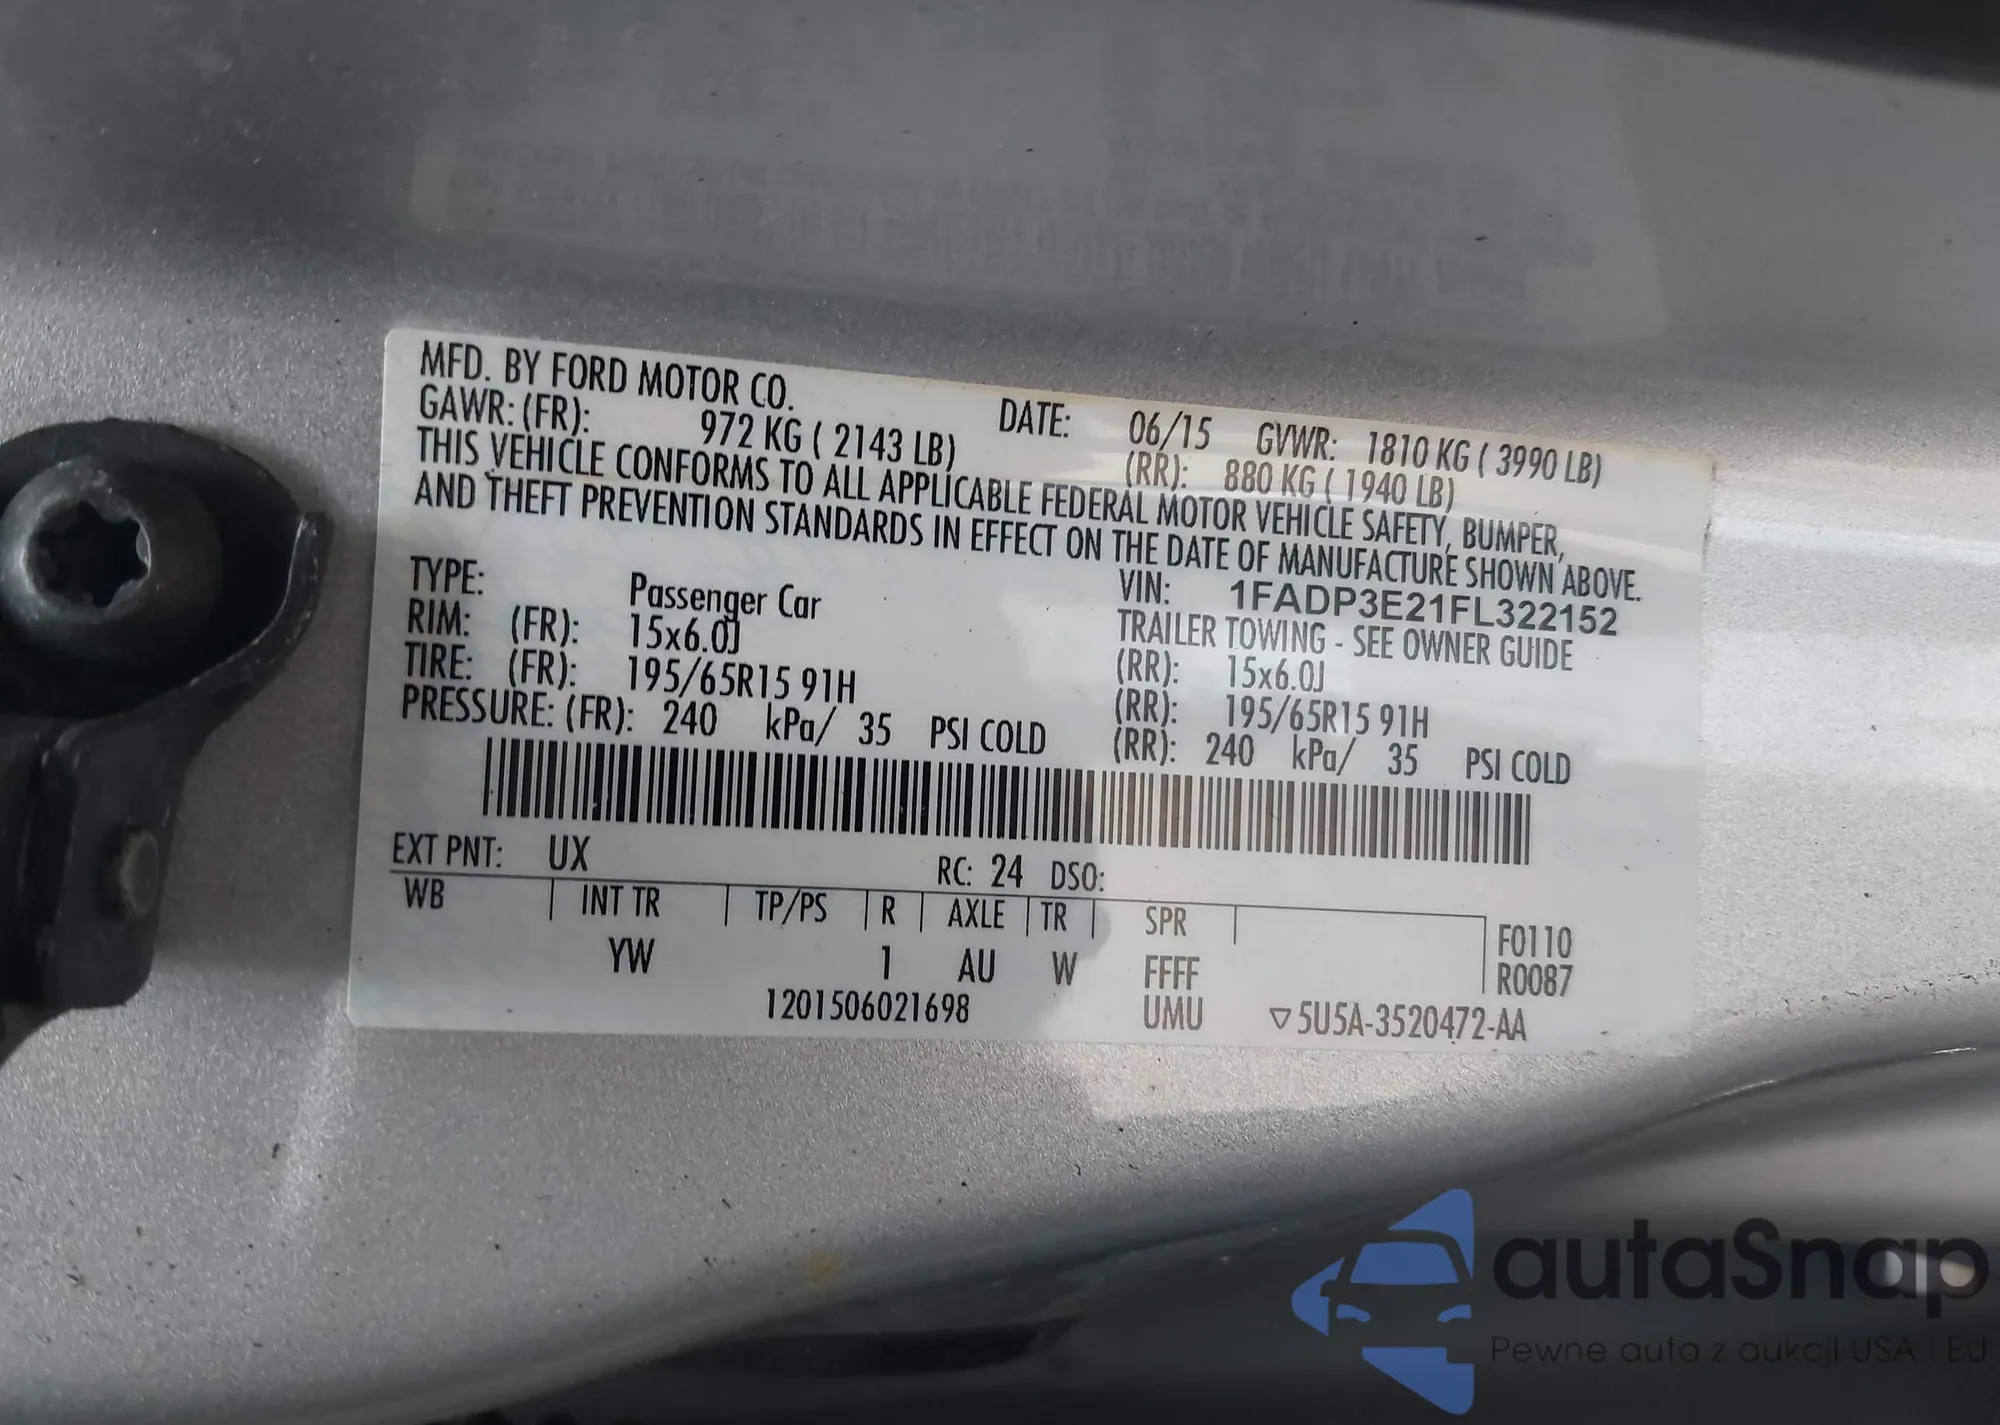 MFD. BY FORD MOTOR CO.
DATE: 06/15 GVWR: 1810 KG ( 3990 LB)
GAWR: (FR): 972 KG ( 2143 LB) (RR): 880 KG ( 1940 LB)
THIS VEHICLE CONFORMS TO ALL APPLICABLE FEDERAL MOTOR VEHICLE SAFETY, BUMPER,
AND THEFT PREVENTION STANDARDS IN EFFECT ON THE DATE OF MANUFACTURE SHOWN ABOVE.
VIN: 1FADP3E21FL322152
TYPE: Passenger Car TRAILER TOWING - SEE OWNER GUIDE
RIM: (FR): 15x6.0J (RR): 15x6.0J
TIRE: (FR): 195/65R15 91H (RR): 195/65R15 91H
PRESSURE: (FR): 240 kPa/ 35 PSI COLD (RR): 240 kPa/ 35 PSI COLD
EXT PNT: UX RC: 24 DSO:
WB INT TR TP/PS R AXLE TR SPR F0110
YW 1 AU W FFFF R0087
1201506021698 UMU ▽5U5A-3520472-AA
autaSnap
Pewne auta z aukcji USA i EU